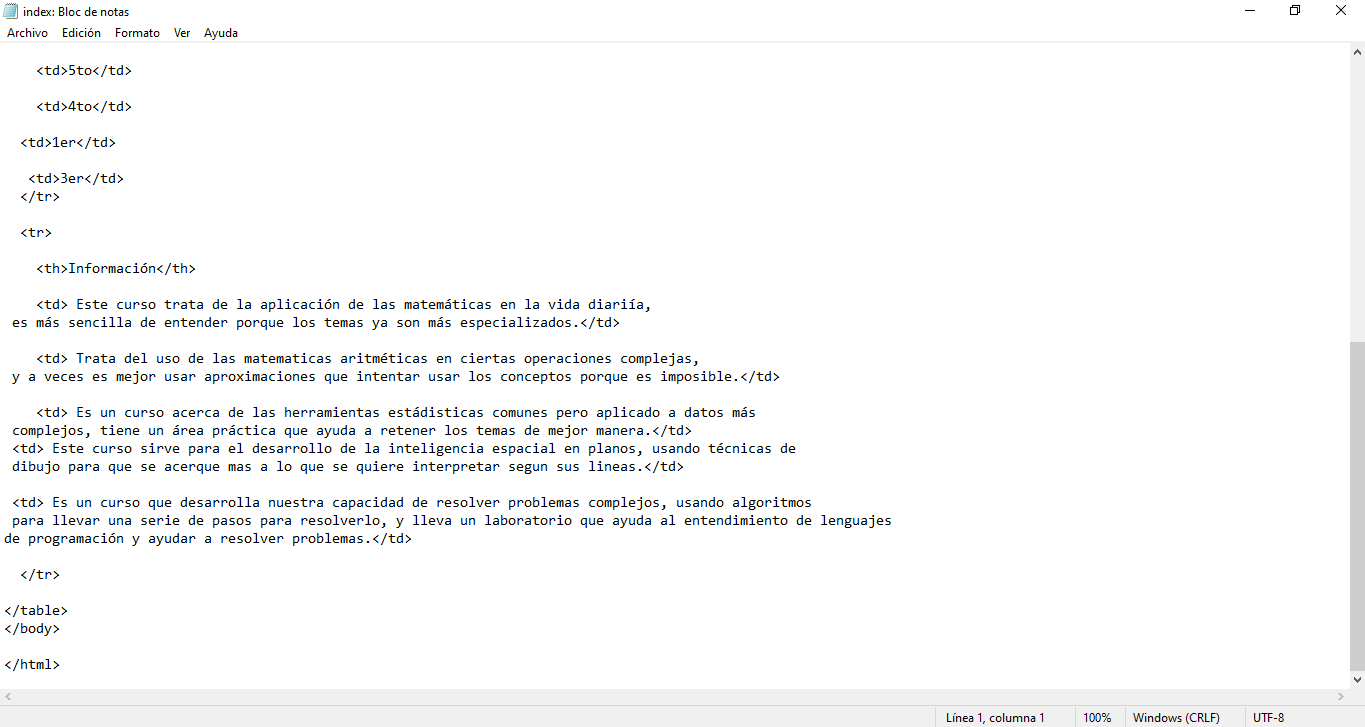 index: Bloc de notas
Archivo Edición Formato Ver Ayuda
<td>5to</td>
<td>4to</td>
<td>1er</td>
<td>3er</td>
</tr>
<tr>
<th>Información</th>
<td> Este curso trata de la aplicación de las matemáticas en la vida diariía,
es más sencilla de entender porque los temas ya son más especializados.</td>
<td> Trata del uso de las matematicas aritméticas en ciertas operaciones complejas,
y a veces es mejor usar aproximaciones que intentar usar los conceptos porque es imposible.</td>
<td> Es un curso acerca de las herramientas estádisticas comunes pero aplicado a datos más
complejos, tiene un área práctica que ayuda a retener los temas de mejor manera.</td>
<td> Este curso sirve para el desarrollo de la inteligencia espacial en planos, usando técnicas de
dibujo para que se acerque mas a lo que se quiere interpretar segun sus lineas.</td>
<td> Es un curso que desarrolla nuestra capacidad de resolver problemas complejos, usando algoritmos
para llevar una serie de pasos para resolverlo, y lleva un laboratorio que ayuda al entendimiento de lenguajes
de programación y ayudar a resolver problemas.</td>
</tr>
</table>
</body>
</html>
Línea 1, columna 1 100% Windows (CRLF) UTF-8